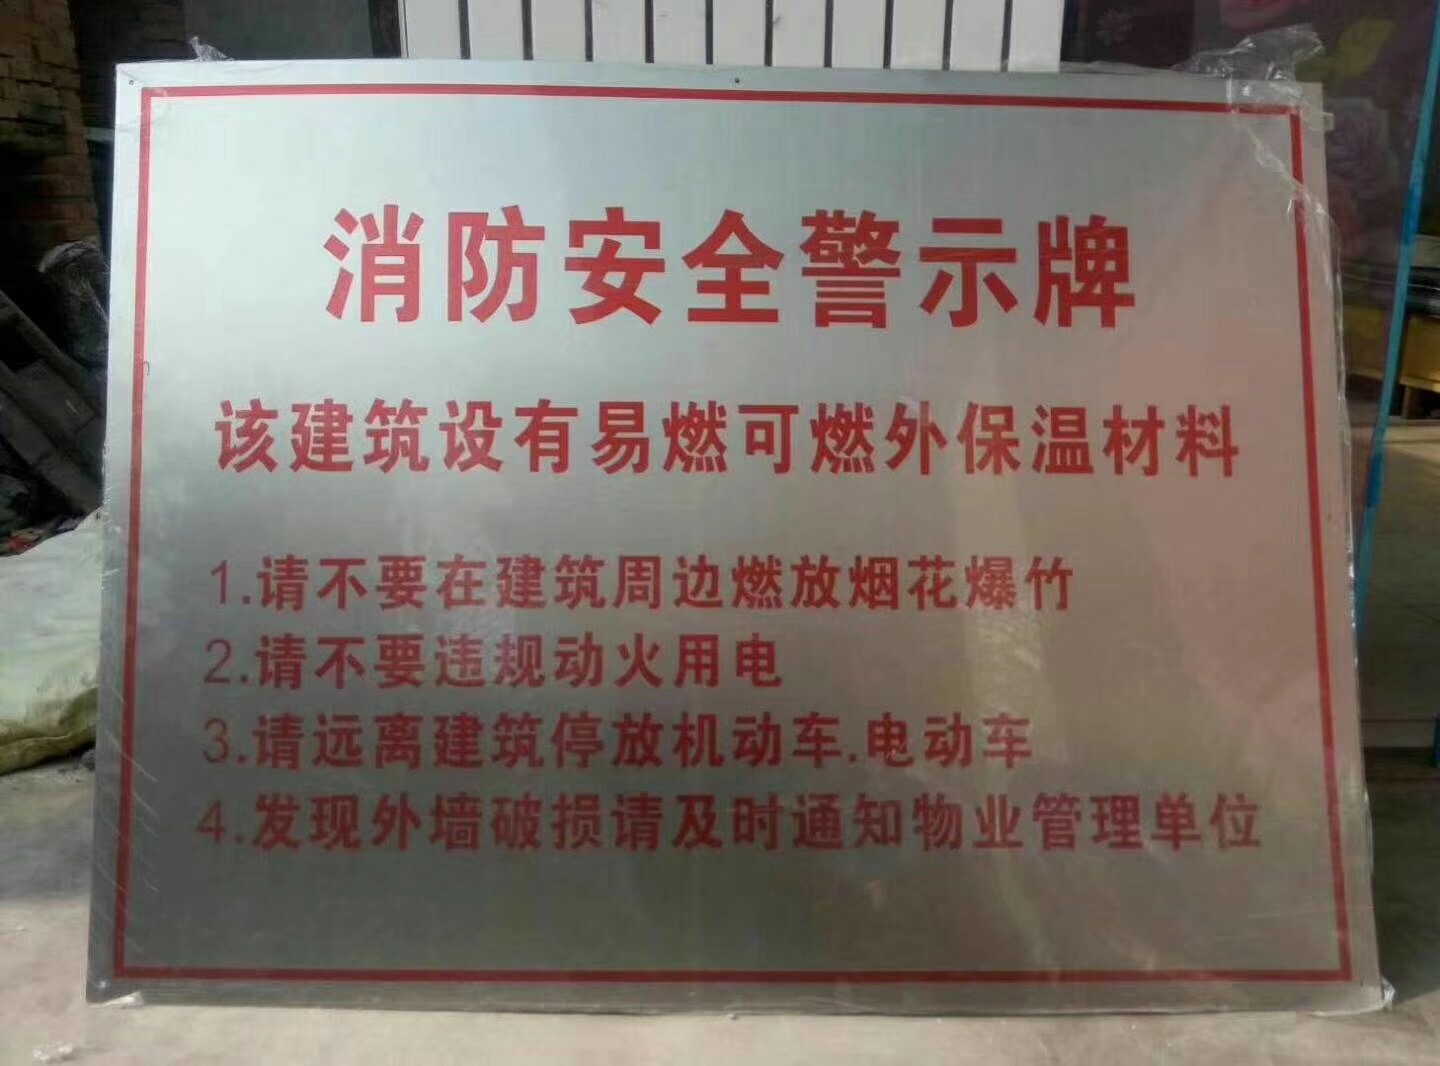 消防安全警示牌
该建筑设有易燃可燃外保温材料
1.请不要在建筑周边燃放烟花爆竹
2.请不要违规动火用电
3.请远离建筑停放机动车.电动车
4.发现外墙破损请及时通知物业管理单位